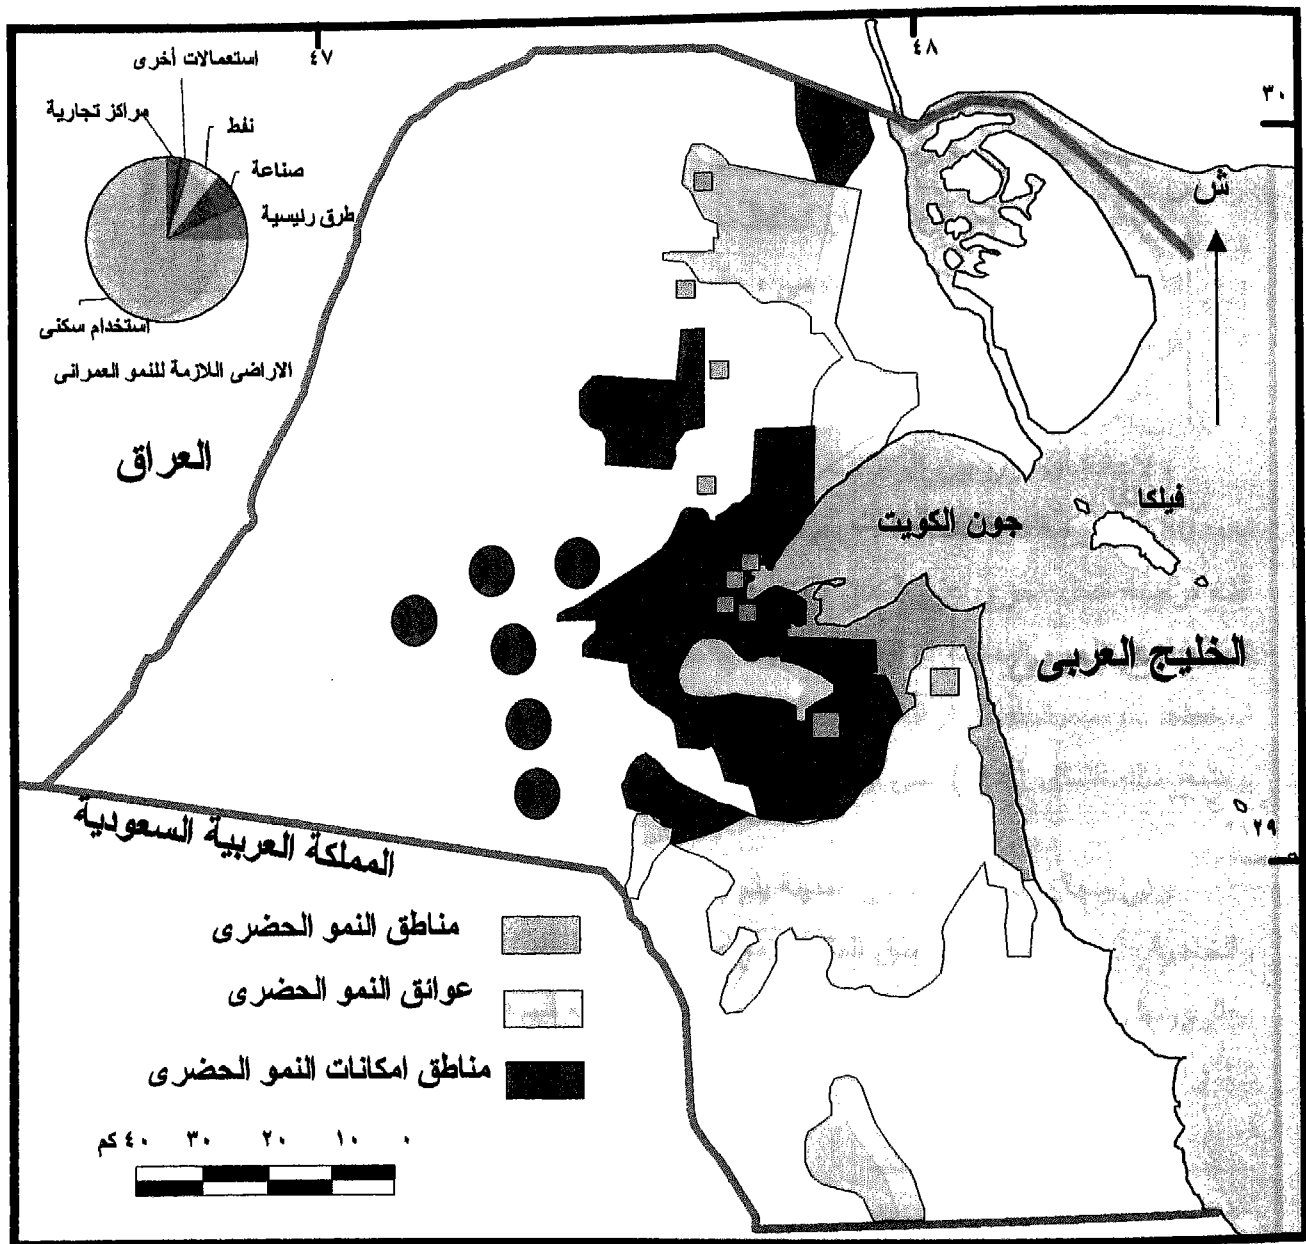 ٤٧
٤٨
٣٠
استعمالات أخرى
مراكز تجارية
نفط
صناعة
طرق رئيسية
استخدام سكنى
الاراضى اللازمة للنمو العمرانى
ش
العراق
فيلكا
جون الكويت
الخليج العربى
٢٩
المملكة العربية السعودية
مناطق النمو الحضرى
عوائق النمو الحضرى
مناطق امكانات النمو الحضرى
٠ ١٠ ٢٠ ٣٠ ٤٠ كم